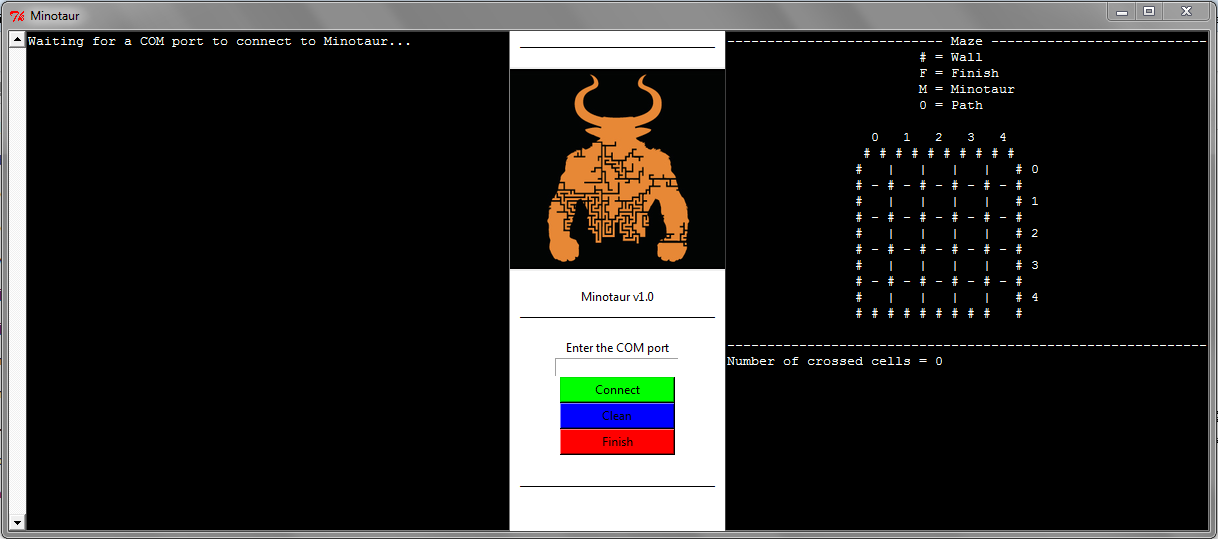 Minotaur
Waiting for a COM port to connect to Minotaur...
Minotaur v1.0
Enter the COM port
Connect
Clean
Finish
--------------------------- Maze ---------------------------
# = Wall
F = Finish
M = Minotaur
O = Path
0   1   2   3   4
# # # # # # # # # #
#   |   |   |   |   # 0
# - # - # - # - # - #
#   |   |   |   |   # 1
# - # - # - # - # - #
#   |   |   |   |   # 2
# - # - # - # - # - #
#   |   |   |   |   # 3
# - # - # - # - # - #
#   |   |   |   |   # 4
# # # # # # # # #   #
------------------------------------------------------------
Number of crossed cells = 0